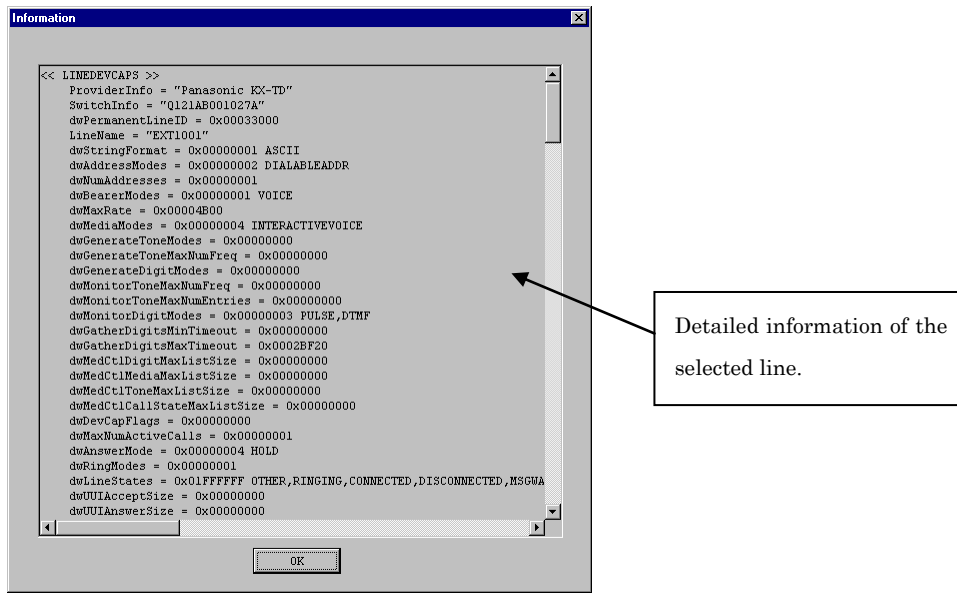 Information
<< LINEDEVCAPS >>
ProviderInfo = "Panasonic KX-TD"
SwitchInfo = "Q121AB001027A"
dwPermanentLineID = 0x00033000
LineName = "EXT1001"
dwStringFormat = 0x00000001 ASCII
dwAddressModes = 0x00000002 DIALABLEADDR
dwNumAddresses = 0x00000001
dwBearerModes = 0x00000001 VOICE
dwMaxRate = 0x00004B00
dwMediaModes = 0x00000004 INTERACTIVEVOICE
dwGenerateToneModes = 0x00000000
dwGenerateToneMaxNumFreq = 0x00000000
dwGenerateDigitModes = 0x00000000
dwMonitorToneMaxNumFreq = 0x00000000
dwMonitorToneMaxNumEntries = 0x00000000
dwMonitorDigitModes = 0x00000003 PULSE,DTMF
dwGatherDigitsMinTimeout = 0x00000000
dwGatherDigitsMaxTimeout = 0x0002BF20
dwMedCtlDigitMaxListSize = 0x00000000
dwMedCtlMediaMaxListSize = 0x00000000
dwMedCtlToneMaxListSize = 0x00000000
dwMedCtlCallStateMaxListSize = 0x00000000
dwDevCapFlags = 0x00000000
dwMaxNumActiveCalls = 0x00000001
dwAnswerMode = 0x00000004 HOLD
dwRingModes = 0x00000001
dwLineStates = 0x01FFFFFF OTHER,RINGING,CONNECTED,DISCONNECTED,MSGWA
dwUUIAcceptSize = 0x00000000
dwUUIAnswerSize = 0x00000000
OK
Detailed information of the
selected line.